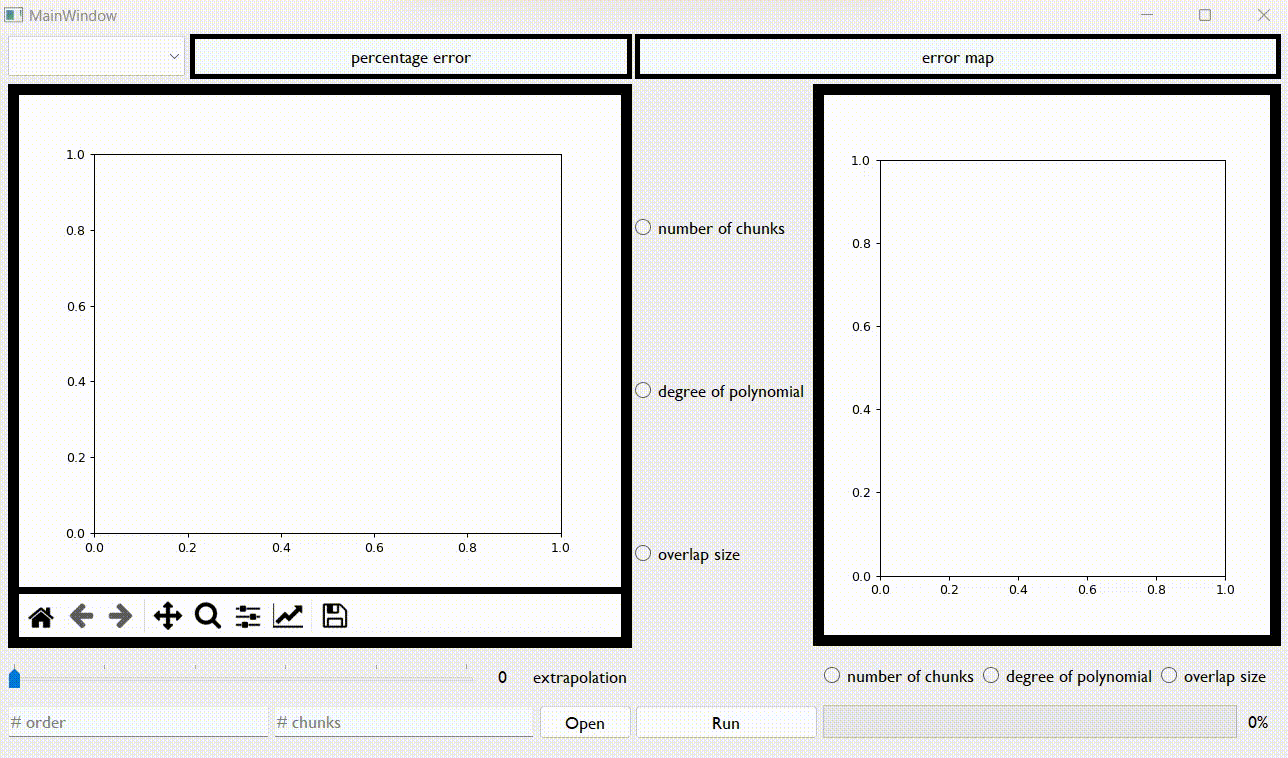 MainWindow
percentage error
error map
1.0
0.8
0.6
0.4
0.2
0.0
0.0 0.2 0.4 0.6 0.8 1.0
number of chunks
degree of polynomial
overlap size
1.0
0.8
0.6
0.4
0.2
0.0
0.0 0.2 0.4 0.6 0.8 1.0
0 extrapolation
number of chunks degree of polynomial overlap size
# order # chunks Open Run 0%